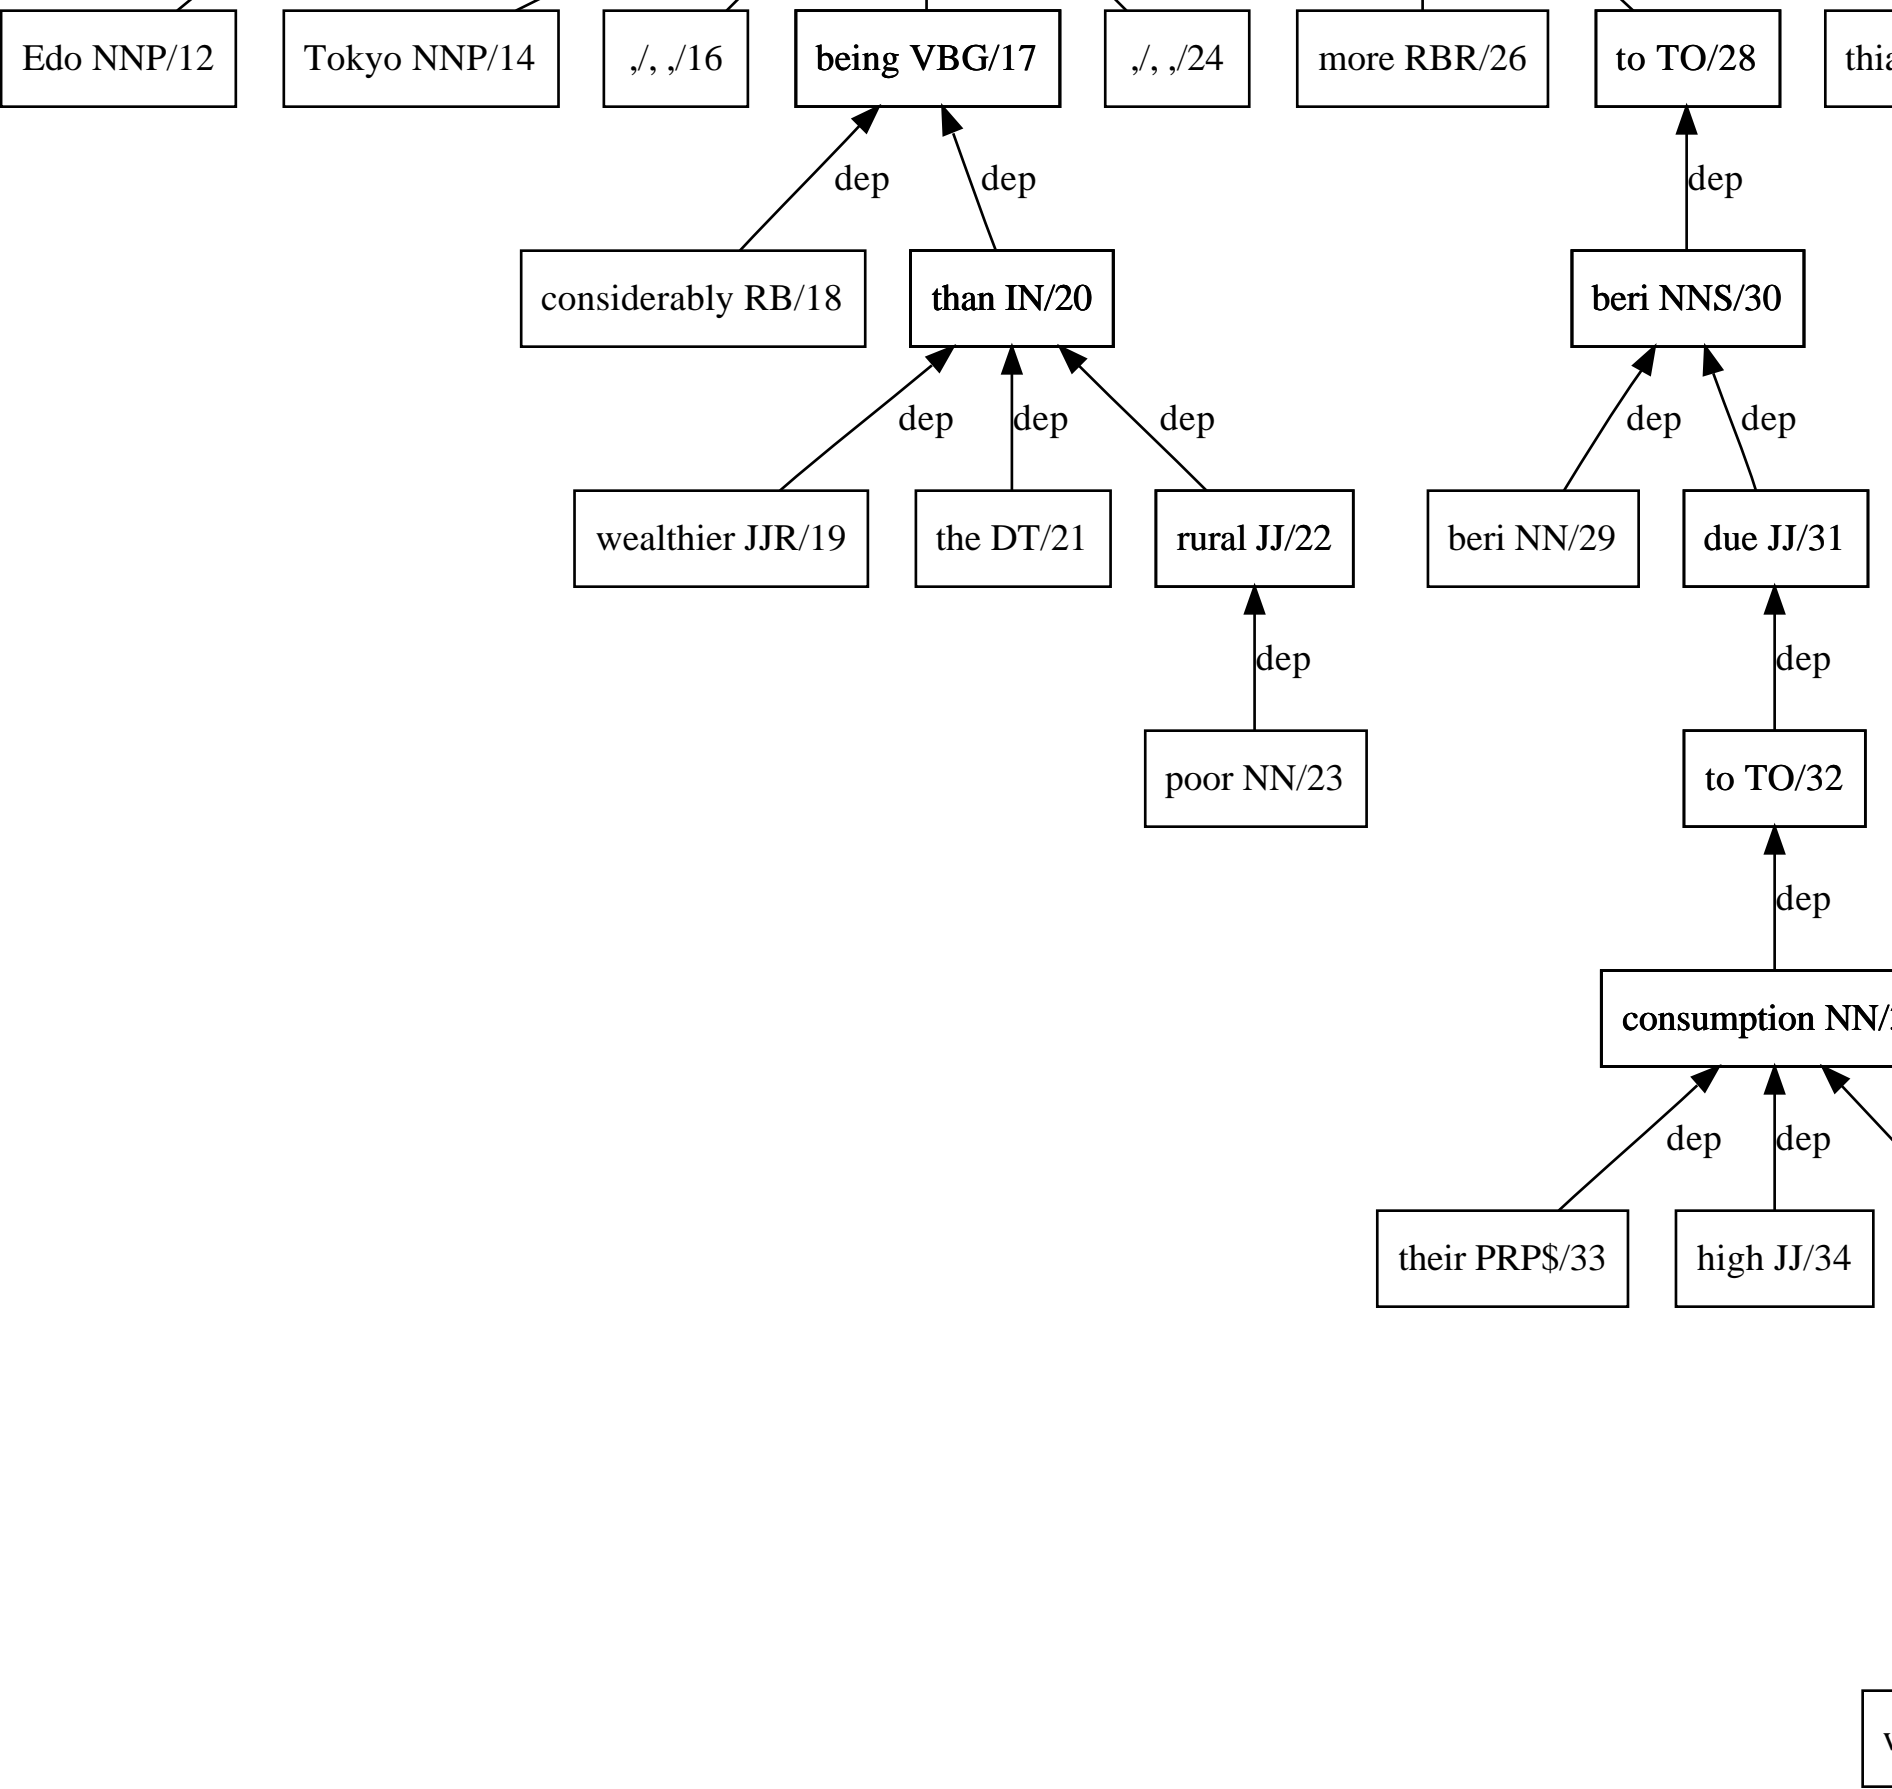 Edo NNP/12
Tokyo NNP/14
,/, ,/16
being VBG/17
,/, ,/24
more RBR/26
to TO/28
dep
dep
dep
considerably RB/18
than IN/20
beri NNS/30
dep
dep
dep
dep
dep
wealthier JJR/19
the DT/21
rural JJ/22
beri NN/29
due JJ/31
dep
dep
poor NN/23
to TO/32
dep
consumption NN/
dep
dep
their PRP$/33
high JJ/34